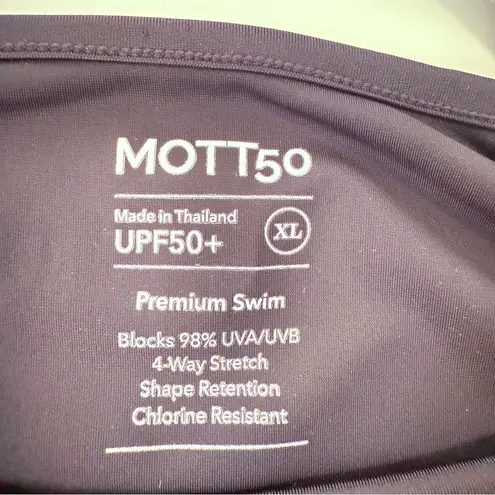 MOTT50
Made in Thailand
UPF50+ XL
Premium Swim
Blocks 98% UVA/UVB
4-Way Stretch
Shape Retention
Chlorine Resistant